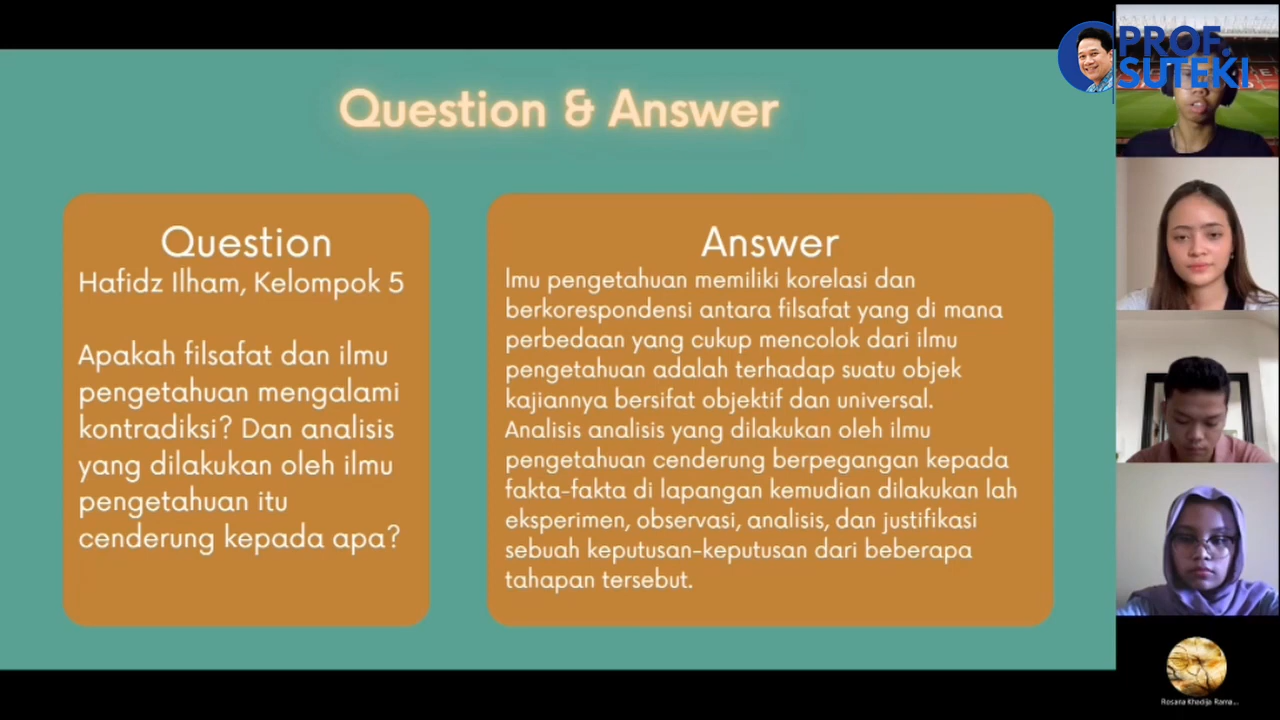 Question & Answer
Question
Hafidz Ilham, Kelompok 5
Apakah filsafat dan ilmu
pengetahuan mengalami
kontradiksi? Dan analisis
yang dilakukan oleh ilmu
pengetahuan itu
cenderung kepada apa?
Answer
lmu pengetahuan memiliki korelasi dan
berkorespondensi antara filsafat yang di mana
perbedaan yang cukup mencolok dari ilmu
pengetahuan adalah terhadap suatu objek
kajiannya bersifat objektif dan universal.
Analisis analisis yang dilakukan oleh ilmu
pengetahuan cenderung berpegangan kepada
fakta-fakta di lapangan kemudian dilakukan lah
eksperimen, observasi, analisis, dan justifikasi
sebuah keputusan-keputusan dari beberapa
tahapan tersebut.
PROF.
SUTEKI
Rosana Khadija Rama...